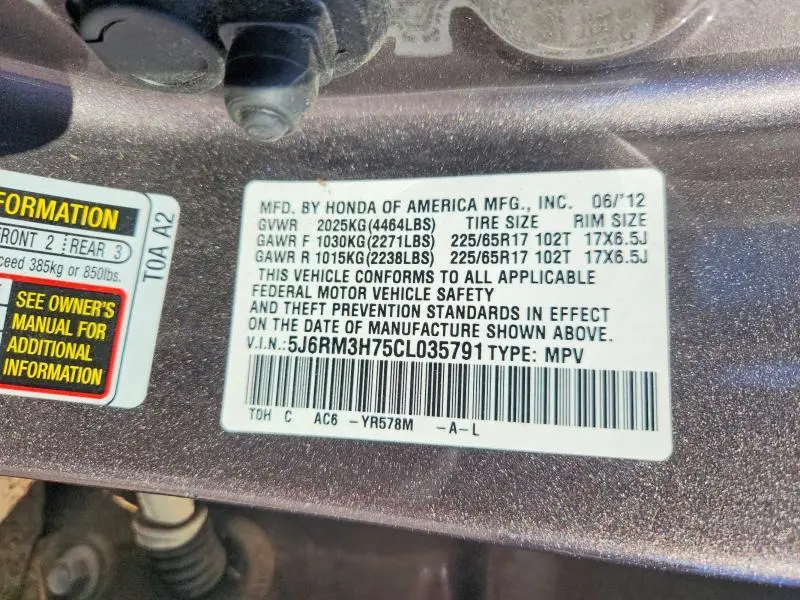 FORMATION
FRONT 2 REAR 3
ceed 385kg or 850lbs.
SEE OWNER'S
MANUAL FOR
ADDITIONAL
INFORMATION
T0A A2
MFD. BY HONDA OF AMERICA MFG., INC. 06/'12
GVWR 2025KG(4464LBS) TIRE SIZE RIM SIZE
GAWR F 1030KG(2271LBS) 225/65R17 102T 17X6.5J
GAWR R 1015KG(2238LBS) 225/65R17 102T 17X6.5J
THIS VEHICLE CONFORMS TO ALL APPLICABLE
FEDERAL MOTOR VEHICLE SAFETY
AND THEFT PREVENTION STANDARDS IN EFFECT
ON THE DATE OF MANUFACTURE SHOWN ABOVE.
V.I.N.: 5J6RM3H75CL035791 TYPE: MPV
T0H C AC6 -YR578M -A-L